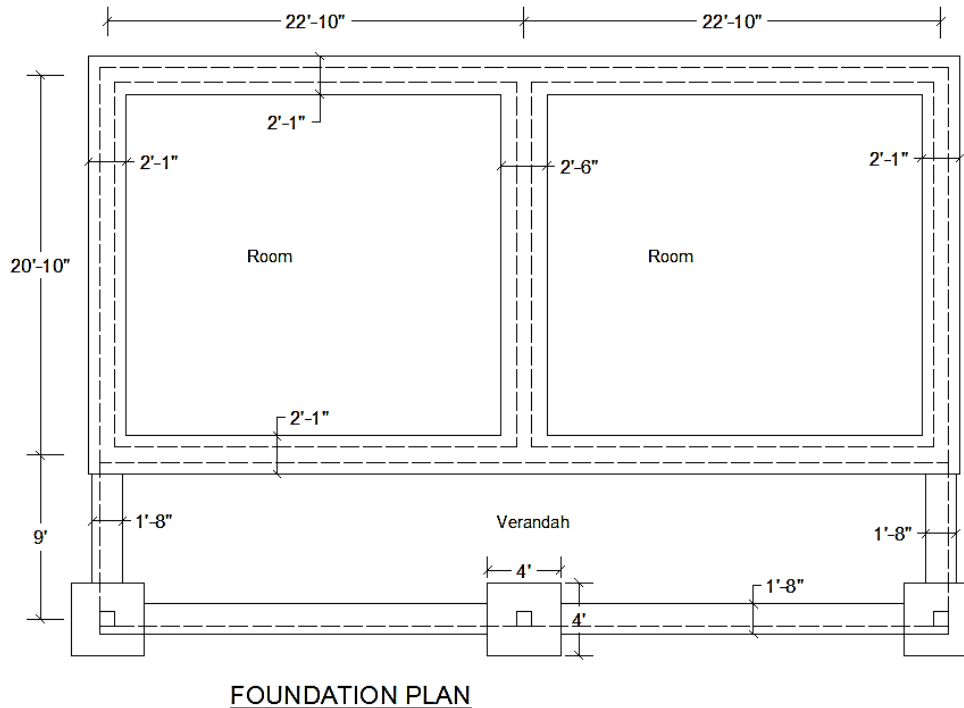 22'-10" 22'-10"
2'-1"
2'-1" 2'-6" 2'-1"
Room Room
20'-10"
2'-1"
1'-8" Verandah 1'-8"
9'
4'
1'-8"
4'
FOUNDATION PLAN